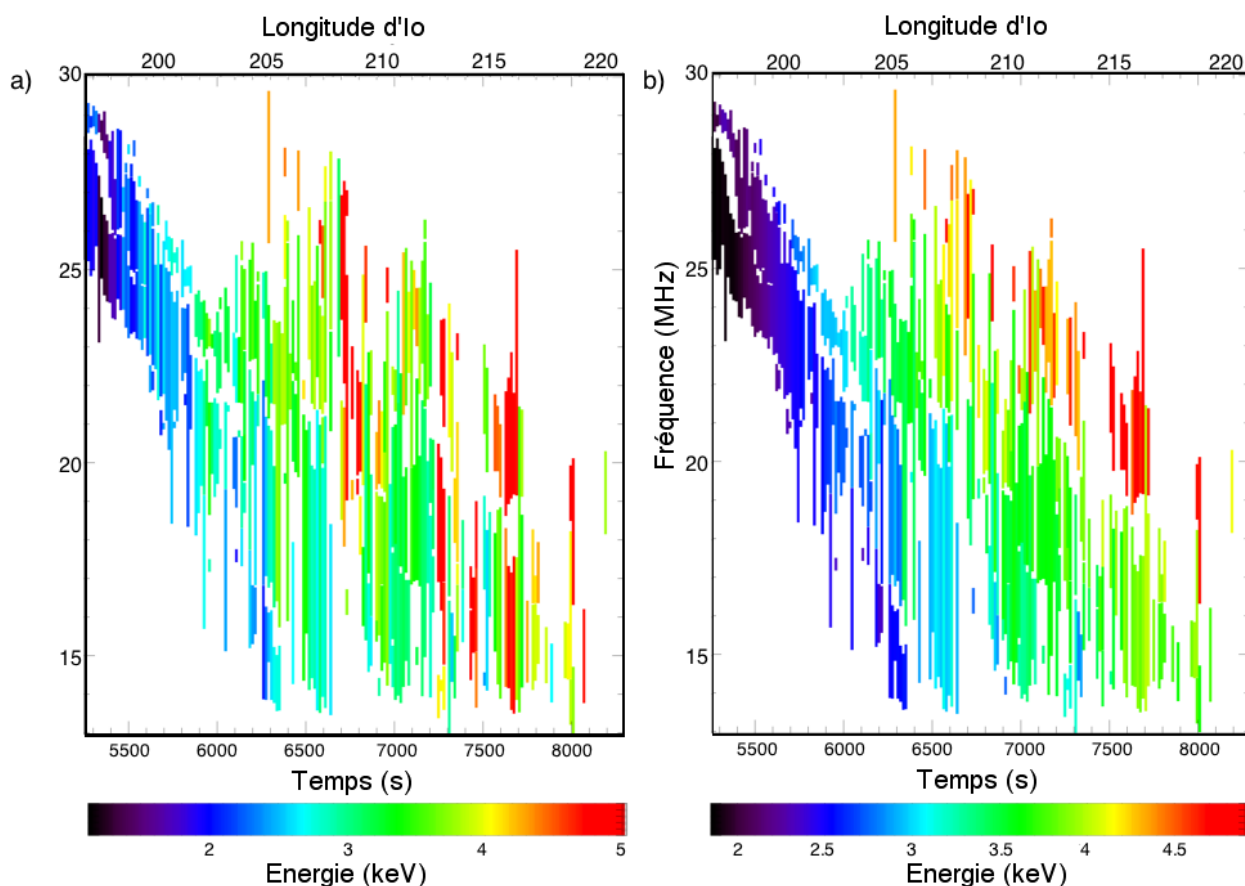 Longitude d'Io
200 205 210 215 220
a)
30
25
20
15
5500 6000 6500 7000 7500 8000
Temps (s)
2 3 4 5
Energie (keV)
Longitude d'Io
200 205 210 215 220
b)
30
25
20
15
Fréquence (MHz)
5500 6000 6500 7000 7500 8000
Temps (s)
2 2.5 3 3.5 4 4.5
Energie (keV)